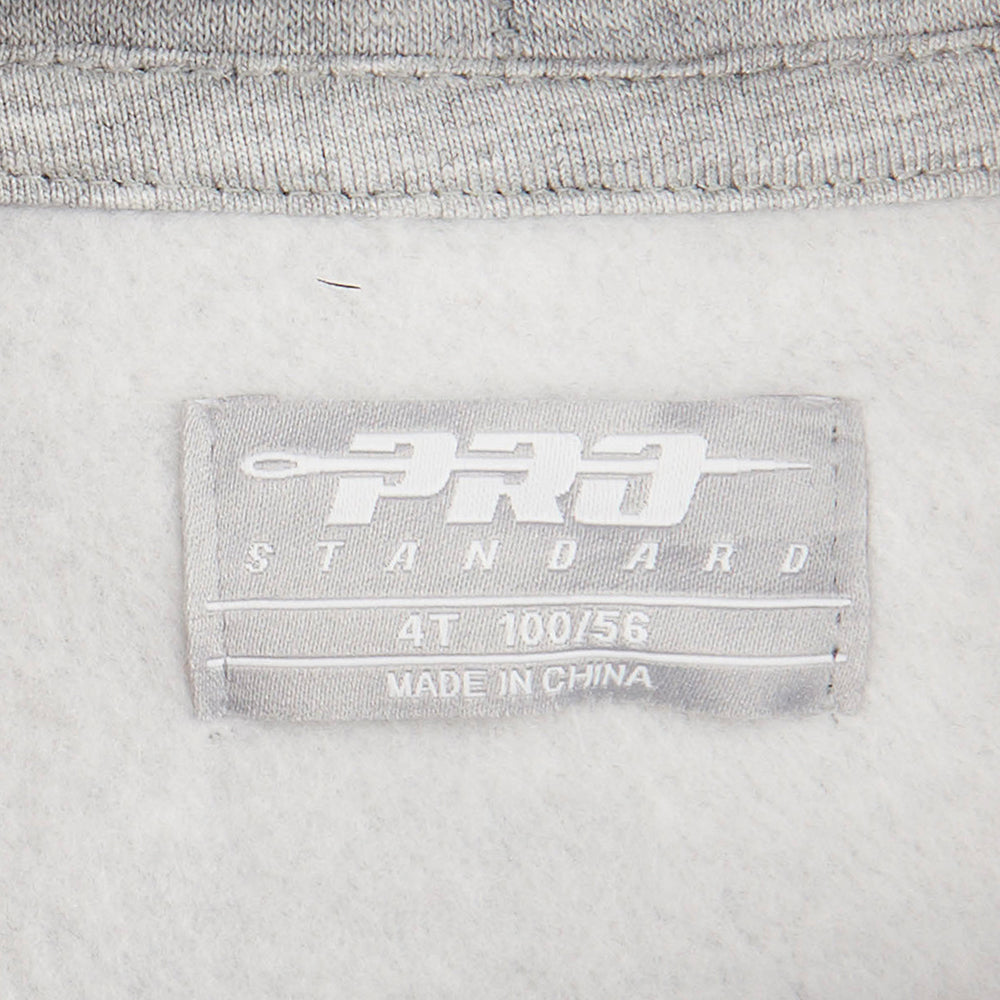 PRO
STANDARD
4T 100/56
MADE IN CHINA